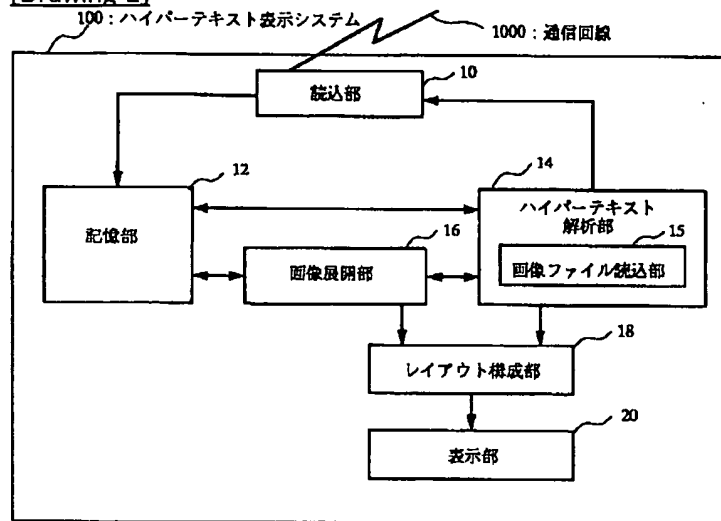 [Drawing 2]
100：ハイパーテキスト表示システム
1000：通信回線
10
読込部
12
記憶部
14
ハイパーテキスト
解析部
15
画像ファイル読込部
16
画像展開部
18
レイアウト構成部
20
表示部